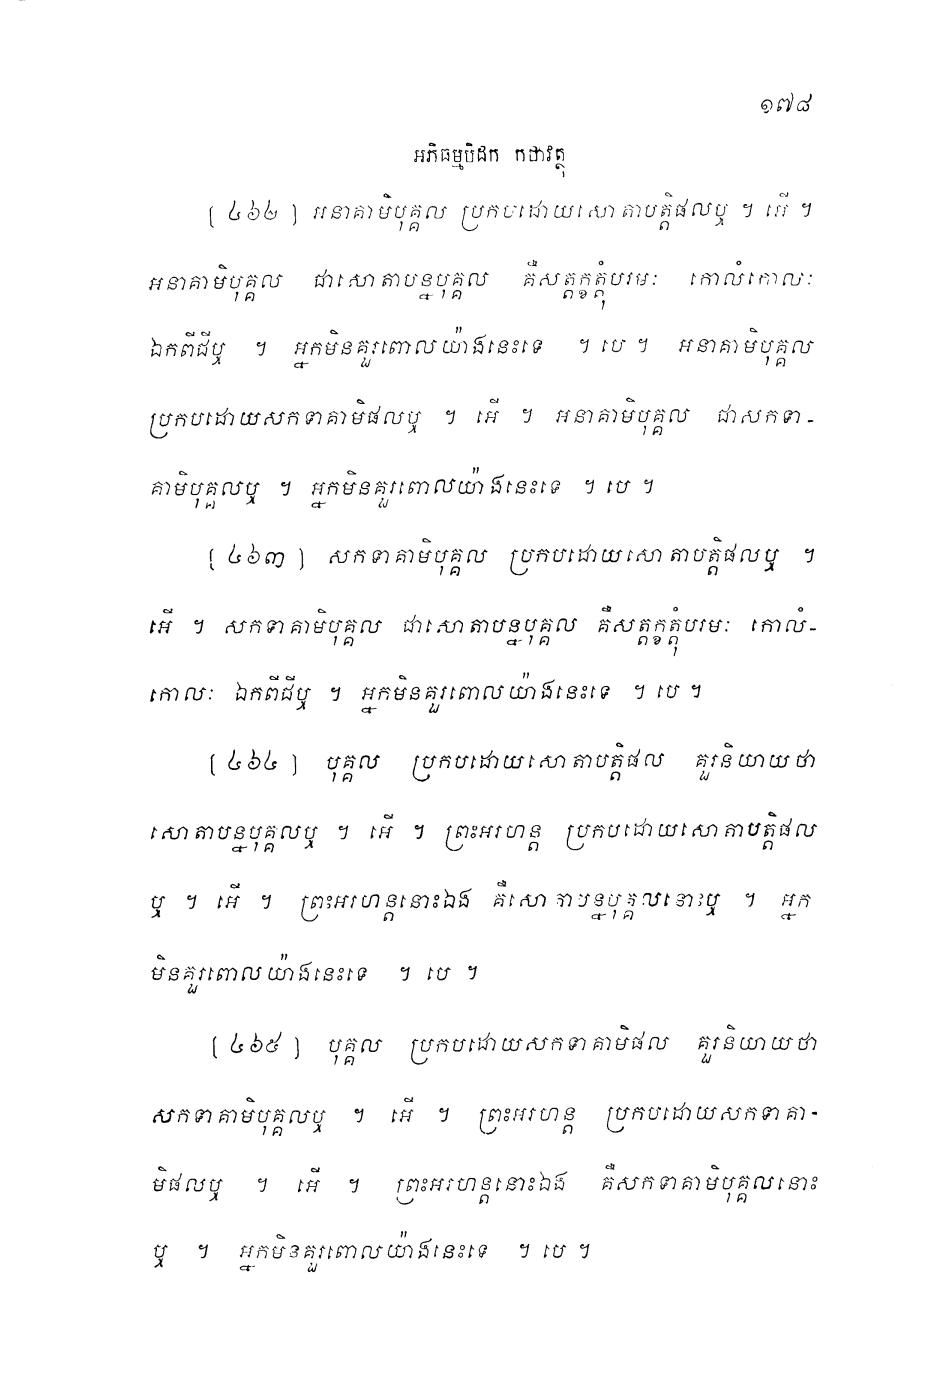 ១៧៨
អភិធម្មបិដក កថាវត្ថុ
(៤៦២) អនាគាមិបុគ្គល ប្រកបដោយសោតាបត្តិផលឬ ។ អើ ។
អនាគាមិបុគ្គល ជាសោតាបន្នបុគ្គល គឺសត្តក្ខត្តុំបរមៈ កោលំកោលៈ
ឯកពីជីឬ ។ អ្នកមិនគួរពោលយ៉ាងនេះទេ ។ បេ ។ អនាគាមិបុគ្គល
ប្រកបដោយសកទាគាមិផលឬ ។ អើ ។ អនាគាមិបុគ្គល ជាសកទា-
គាមិបុគ្គលឬ ។ អ្នកមិនគួរពោលយ៉ាងនេះទេ ។ បេ ។
(៤៦៣) សកទាគាមិបុគ្គល ប្រកបដោយសោតាបត្តិផលឬ ។
អើ ។ សកទាគាមិបុគ្គល ជាសោតាបន្នបុគ្គល គឺសត្តក្ខត្តុំបរមៈ កោលំ-
កោលៈ ឯកពីជីឬ ។ អ្នកមិនគួរពោលយ៉ាងនេះទេ ។ បេ ។
(៤៦៤) បុគ្គល ប្រកបដោយសោតាបត្តិផល គួរនិយាយថា
សោតាបន្នបុគ្គលឬ ។ អើ ។ ព្រះអរហន្ត ប្រកបដោយសោតាបត្តិផល
ឬ ។ អើ ។ ព្រះអរហន្តនោះឯង គឺសោតាបន្នបុគ្គលនោះឬ ។ អ្នក
មិនគួរពោលយ៉ាងនេះទេ ។ បេ ។
(៤៦៥) បុគ្គល ប្រកបដោយសកទាគាមិផល គួរនិយាយថា
សកទាគាមិបុគ្គលឬ ។ អើ ។ ព្រះអរហន្ត ប្រកបដោយសកទាគា-
មិផលឬ ។ អើ ។ ព្រះអរហន្តនោះឯង គឺសកទាគាមិបុគ្គលនោះ
ឬ ។ អ្នកមិនគួរពោលយ៉ាងនេះទេ ។ បេ ។